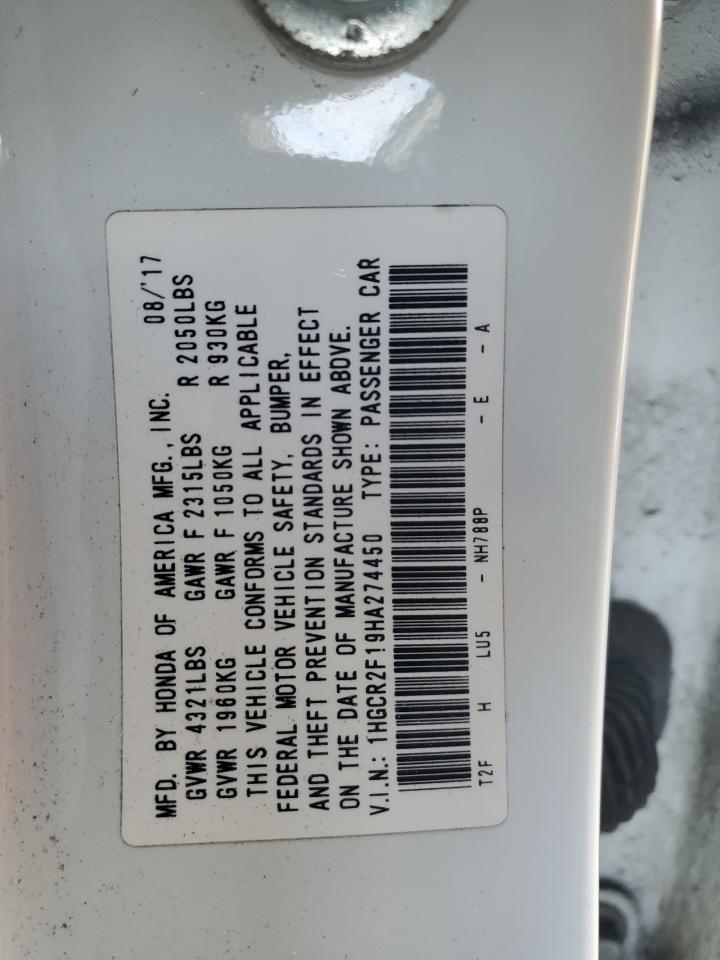 MFD. BY HONDA OF AMERICA MFG., INC. 08/'17
GVWR 4321LBS GAWR F 2315LBS R 2050LBS
GVWR 1960KG GAWR F 1050KG R 930KG
THIS VEHICLE CONFORMS TO ALL APPLICABLE
FEDERAL MOTOR VEHICLE SAFETY, BUMPER,
AND THEFT PREVENTION STANDARDS IN EFFECT
ON THE DATE OF MANUFACTURE SHOWN ABOVE.
V.I.N.: 1HGCR2F19HA274450 TYPE: PASSENGER CAR
T2F H LU5 - NH788P - E - A